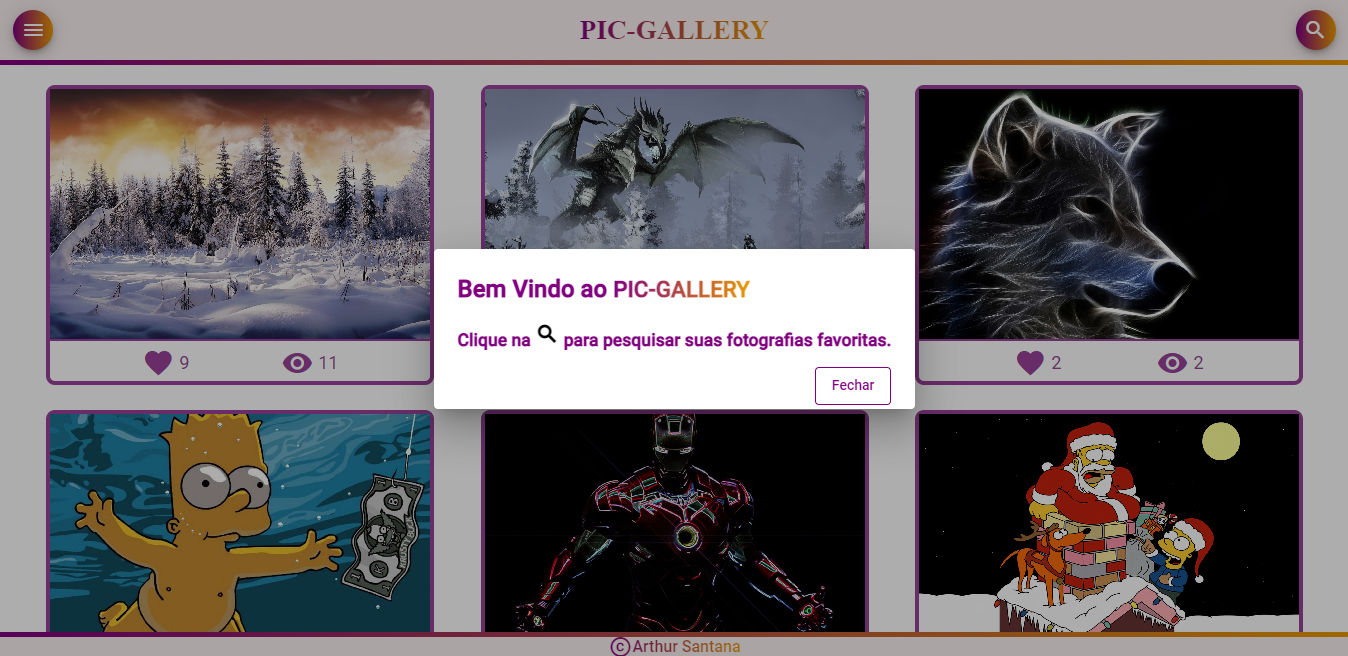 PIC-GALLERY
Bem Vindo ao PIC-GALLERY
Clique na para pesquisar suas fotografias favoritas.
Fechar
9 11
2 2
© Arthur Santana